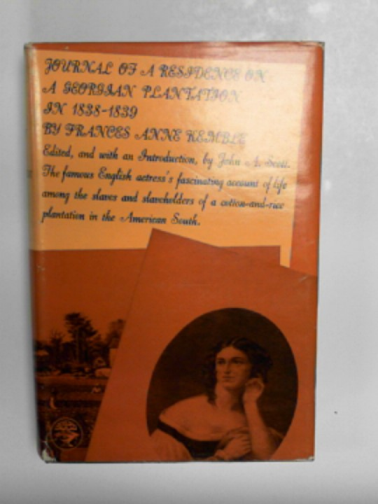 JOURNAL OF A RESIDENCE ON
A GEORGIAN PLANTATION
IN 1838-1839
BY FRANCES ANNE KEMBLE
Edited, and with an Introduction, by John A. Scott.
The famous English actress's fascinating account of life
among the slaves and slaveholders of a cotton-and-rice
plantation in the American South.